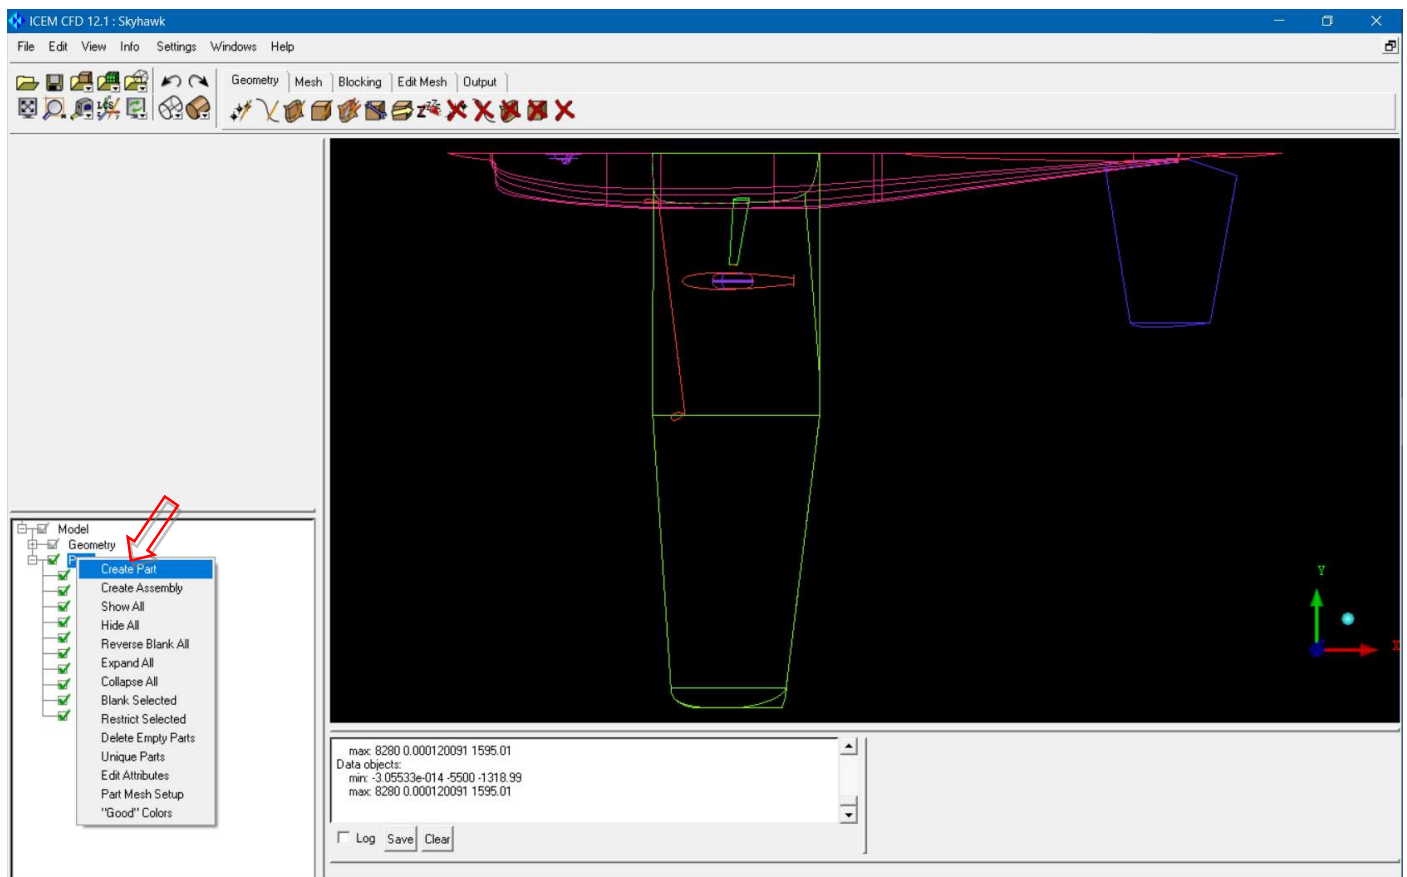 ICEM CFD 12.1 : Skyhawk
File Edit View Info Settings Windows Help
Geometry Mesh Blocking Edit Mesh Output
LCS
Model
Geometry
Create Part
Create Assembly
Show All
Hide All
Reverse Blank All
Expand All
Collapse All
Blank Selected
Restrict Selected
Delete Empty Parts
Unique Parts
Edit Attributes
Part Mesh Setup
"Good" Colors
Y
X
max: 8280 0.000120091 1595.01
Data objects:
min: -3.05533e-014 -5500 -1318.99
max: 8280 0.000120091 1595.01
Log Save Clear